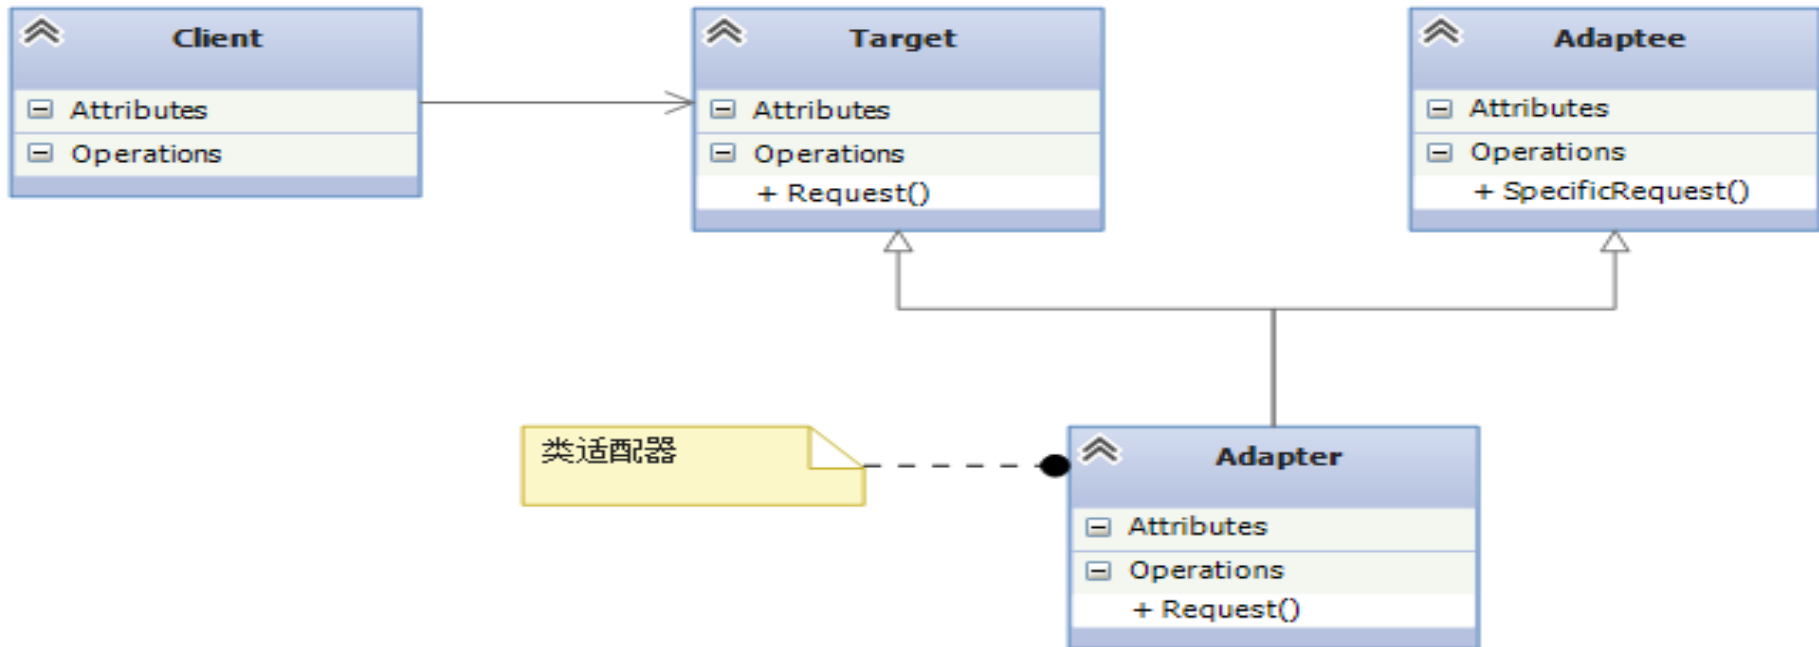 Client
Attributes
Operations
Target
Attributes
Operations
+ Request()
Adaptee
Attributes
Operations
+ SpecificRequest()
类适配器
Adapter
Attributes
Operations
+ Request()